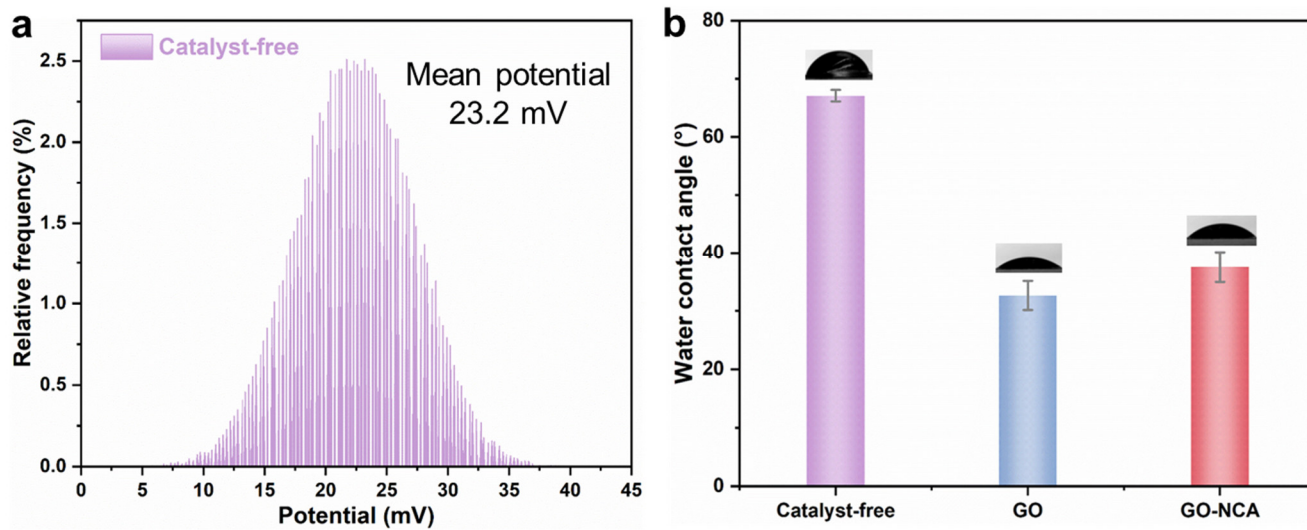 a
Catalyst-free
Mean potential
23.2 mV
Relative frequency (%)
2.5
2.0
1.5
1.0
0.5
0.0
0 5 10 15 20 25 30 35 40 45
Potential (mV)
b
Water contact angle (°)
80
60
40
20
0
Catalyst-free GO GO-NCA